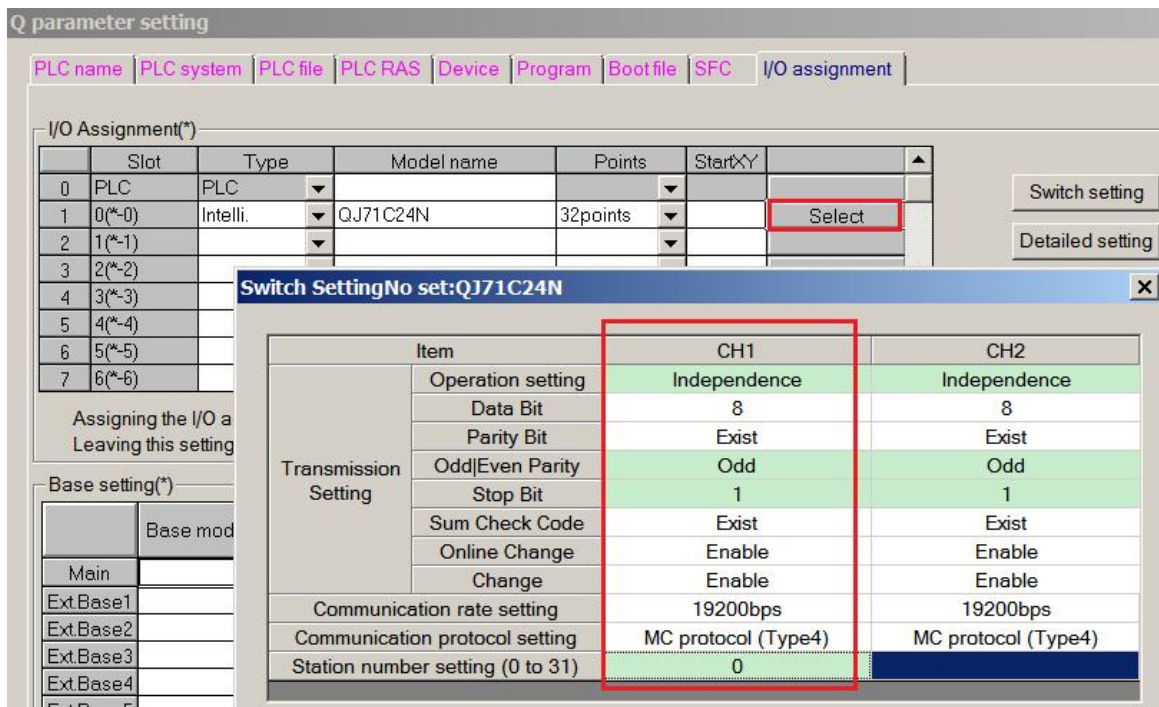 Q parameter setting
PLC name PLC system PLC file PLC RAS Device Program Boot file SFC I/O assignment
I/O Assignment(*)
Slot Type Model name Points StartXY
0 PLC PLC
1 0(*-0) Intelli. QJ71C24N 32points Select
2 1(*-1)
3 2(*-2)
4 3(*-3)
5 4(*-4)
6 5(*-5)
7 6(*-6)
Switch setting
Detailed setting
Assigning the I/O a
Leaving this setting
Base setting(*)
Base mod
Main
Ext.Base1
Ext.Base2
Ext.Base3
Ext.Base4
Switch SettingNo set:QJ71C24N
Item CH1 CH2
Transmission Setting
Operation setting Independence Independence
Data Bit 8 8
Parity Bit Exist Exist
Odd|Even Parity Odd Odd
Stop Bit 1 1
Sum Check Code Exist Exist
Online Change Enable Enable
Change Enable Enable
Communication rate setting 19200bps 19200bps
Communication protocol setting MC protocol (Type4) MC protocol (Type4)
Station number setting (0 to 31) 0